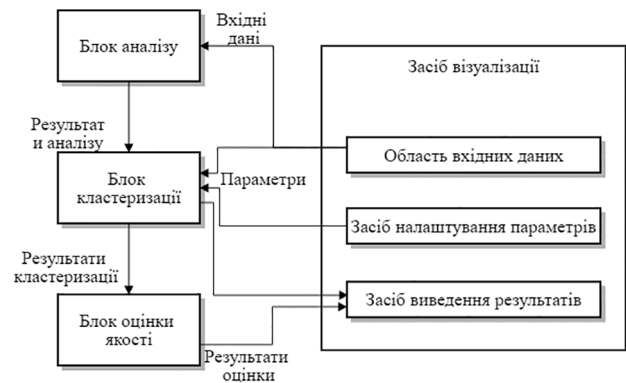 Вхідні
дані
Блок аналізу
Засіб візуалізації
Результат
и аналізу
Область вхідних даних
Блок
кластеризації
Параметри
Засіб налаштування параметрів
Результати
кластеризації
Засіб виведення результатів
Блок оцінки
якості
Результати
оцінки